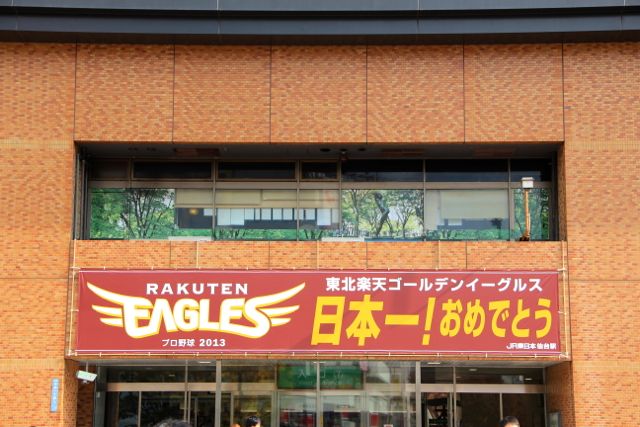 RAKUTEN
EAGLES
プロ野球 2013
東北楽天ゴールデンイーグルス
日本一！おめでとう
JR東日本 仙台駅